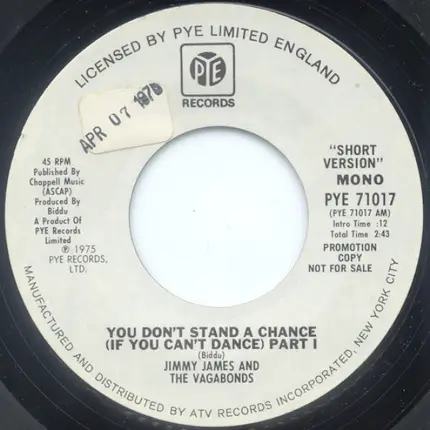 LICENSED BY PYE LIMITED ENGLAND
PYE
RECORDS
APR 07 1976
45 RPM
Published By
Chappell Music
(ASCAP)
Produced By
Biddu
A Product Of
PYE Records
Limited
℗ 1975
PYE RECORDS,
LTD.
"SHORT
VERSION"
MONO
PYE 71017
(PYE 71017 AM)
Intro Time :12
Total Time 2:43
PROMOTION
COPY
NOT FOR SALE
YOU DON'T STAND A CHANCE
(IF YOU CAN'T DANCE) PART I
(Biddu)
JIMMY JAMES AND
THE VAGABONDS
MANUFACTURED AND DISTRIBUTED BY ATV RECORDS INCORPORATED, NEW YORK CITY